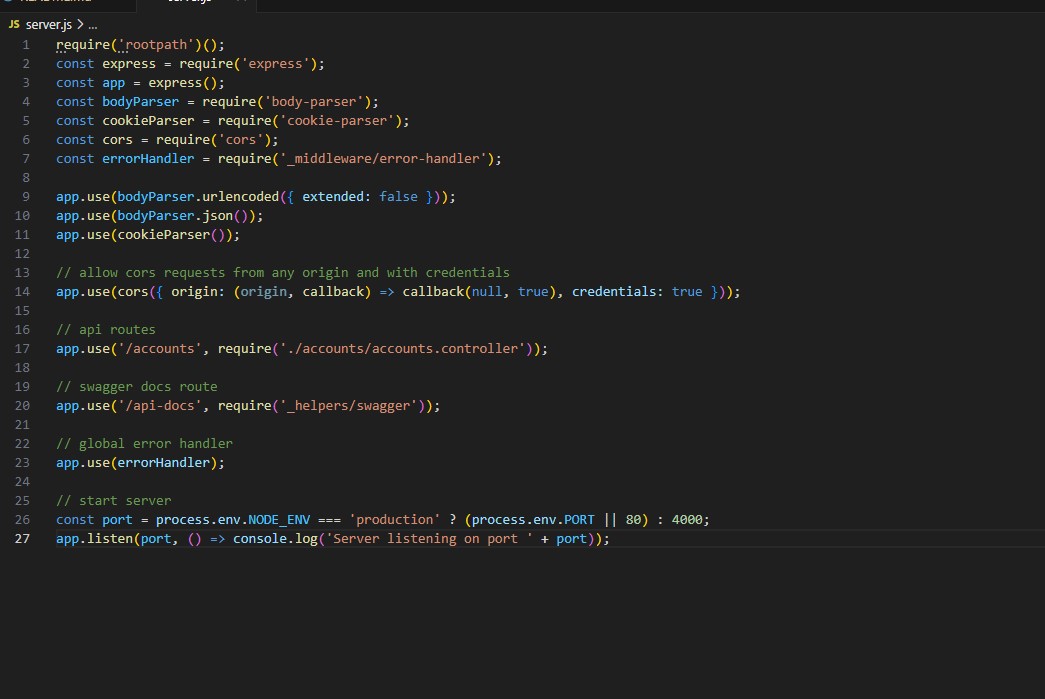 JS server.js > ...
1 require('rootpath')();
2 const express = require('express');
3 const app = express();
4 const bodyParser = require('body-parser');
5 const cookieParser = require('cookie-parser');
6 const cors = require('cors');
7 const errorHandler = require('_middleware/error-handler');
8
9 app.use(bodyParser.urlencoded({ extended: false }));
10 app.use(bodyParser.json());
11 app.use(cookieParser());
12
13 // allow cors requests from any origin and with credentials
14 app.use(cors({ origin: (origin, callback) => callback(null, true), credentials: true }));
15
16 // api routes
17 app.use('/accounts', require('./accounts/accounts.controller'));
18
19 // swagger docs route
20 app.use('/api-docs', require('_helpers/swagger'));
21
22 // global error handler
23 app.use(errorHandler);
24
25 // start server
26 const port = process.env.NODE_ENV === 'production' ? (process.env.PORT || 80) : 4000;
27 app.listen(port, () => console.log('Server listening on port ' + port));